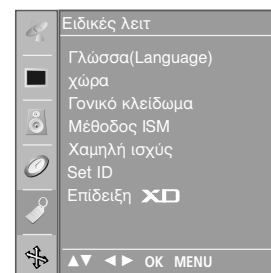 Ειδικές λειτ
Γλώσσα(Language)
χώρα
Γονικό κλείδωμα
Μέθοδος ISM
Χαμηλή ισχύς
Set ID
Επίδειξη XD
▲▼ ◄► OK MENU